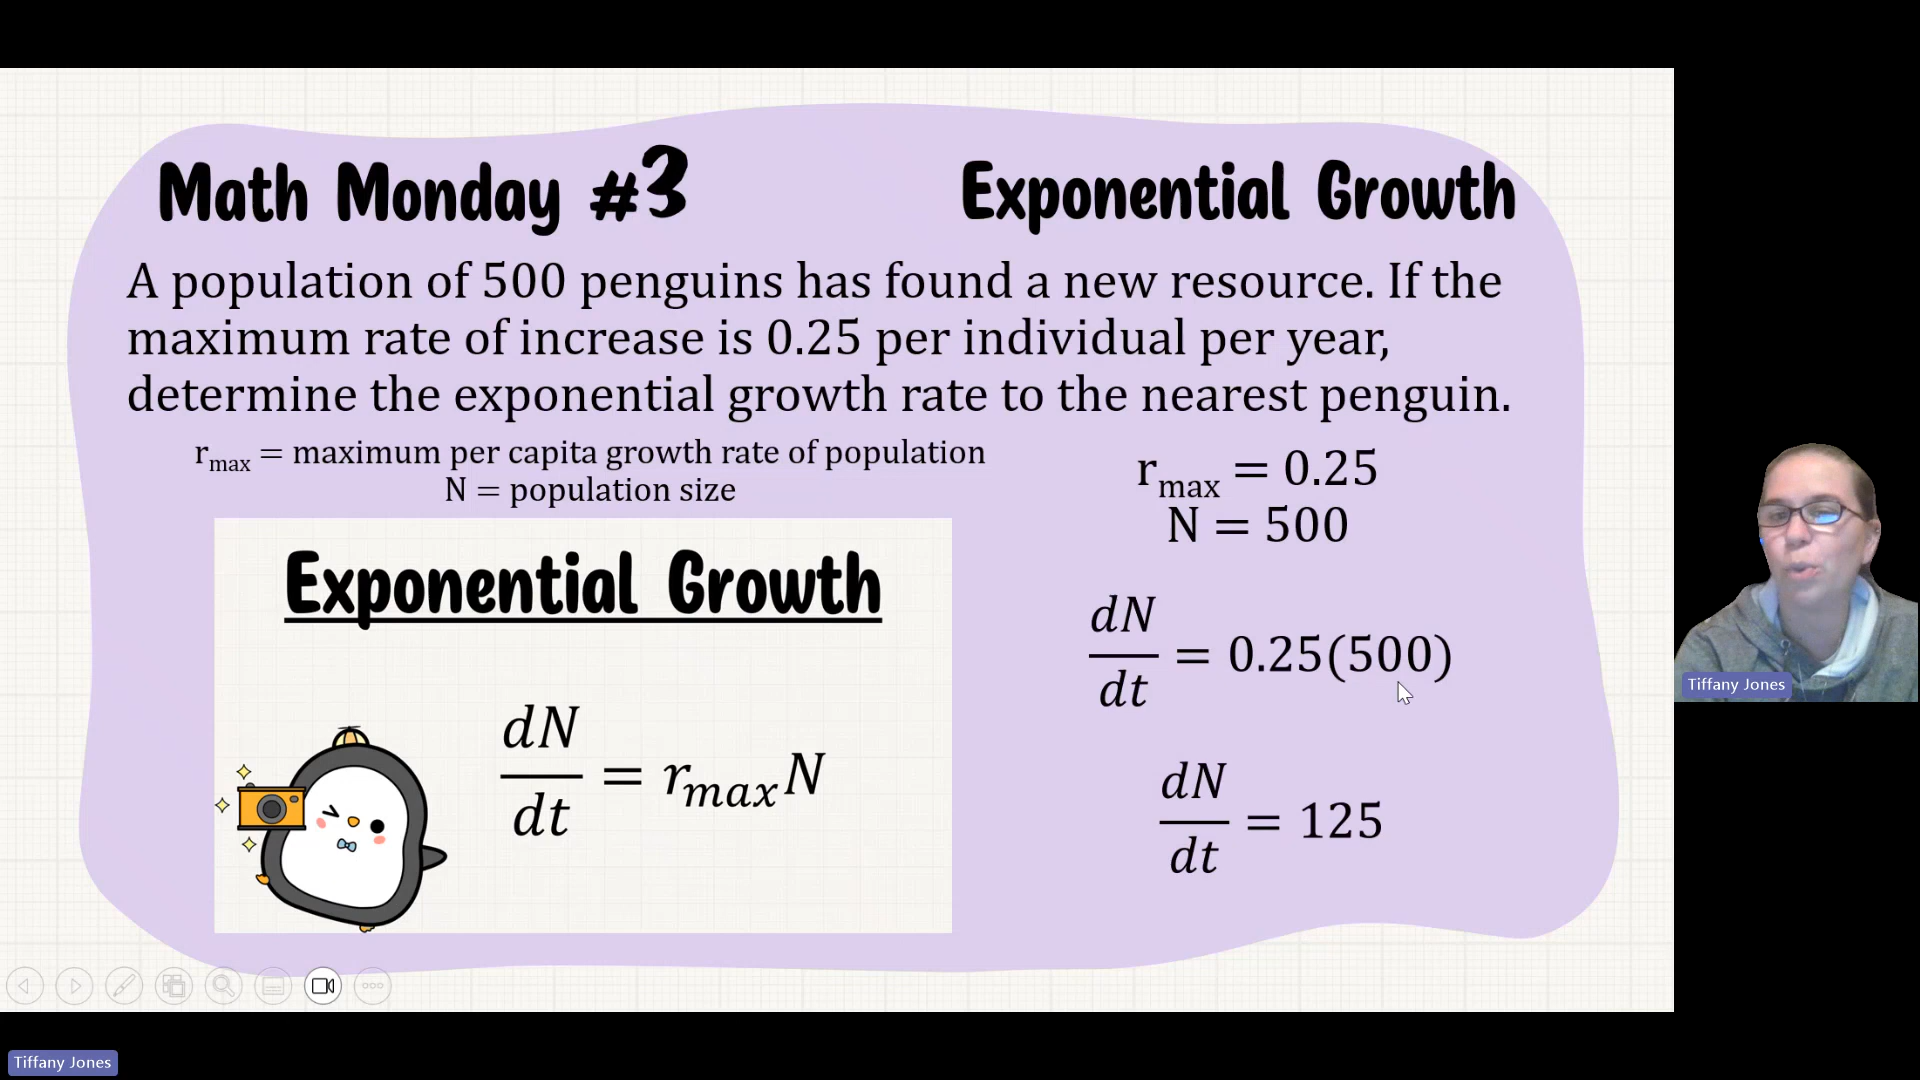 Math Monday #3
Exponential Growth
A population of 500 penguins has found a new resource. If the
maximum rate of increase is 0.25 per individual per year,
determine the exponential growth rate to the nearest penguin.
r_max = maximum per capita growth rate of population
N = population size
r_max = 0.25
N = 500
Exponential Growth
dN/dt = r_max N
dN/dt = 0.25(500)
dN/dt = 125
Tiffany Jones
Tiffany Jones